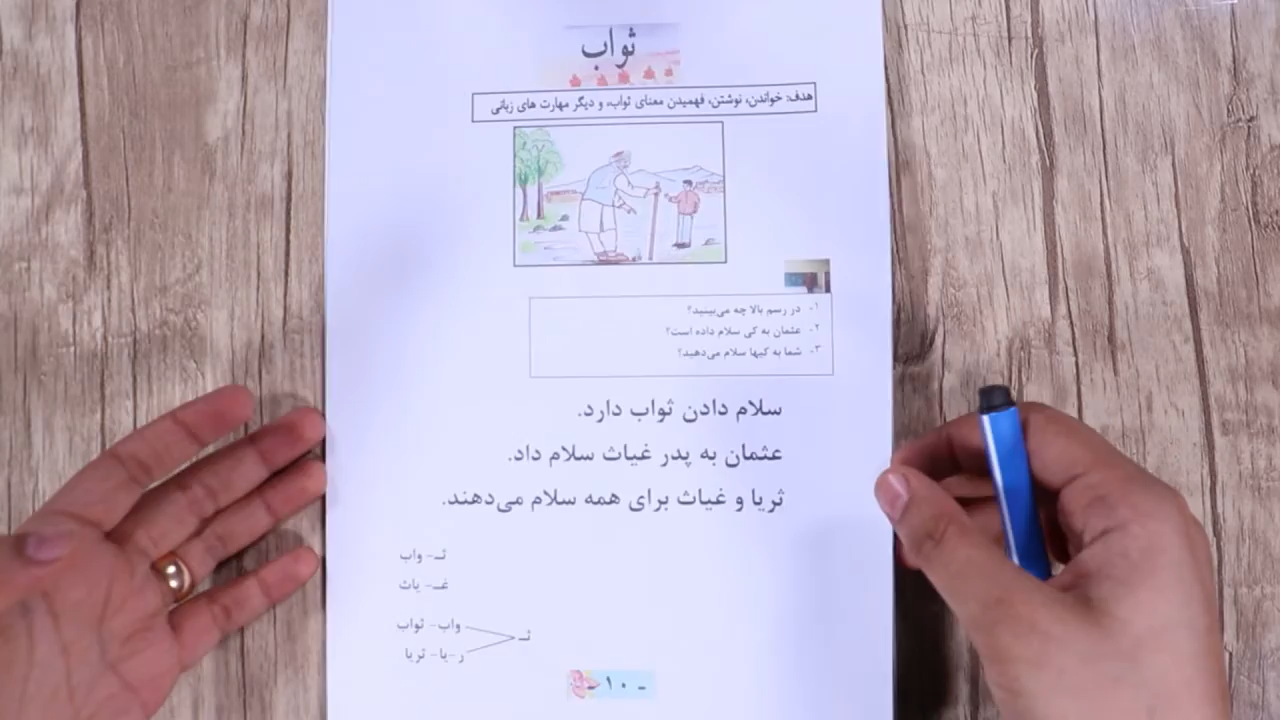 ثواب
هدف: خواندن، نوشتن، فهمیدن معنای ثواب، و دیگر مهارت های زبانی
۱. در رسم بالا چه می‌بینید؟
۲. عثمان به کی سلام داده است؟
۳. شما به کیها سلام می‌دهید؟
سلام دادن ثواب دارد.
عثمان به پدر غیاث سلام داد.
ثریا و غیاث برای همه سلام می‌دهند.
ثـ - واب
غـ - یاث
ثـ
واب - ثواب
ر - یا - ثریا
- ۱۰ -